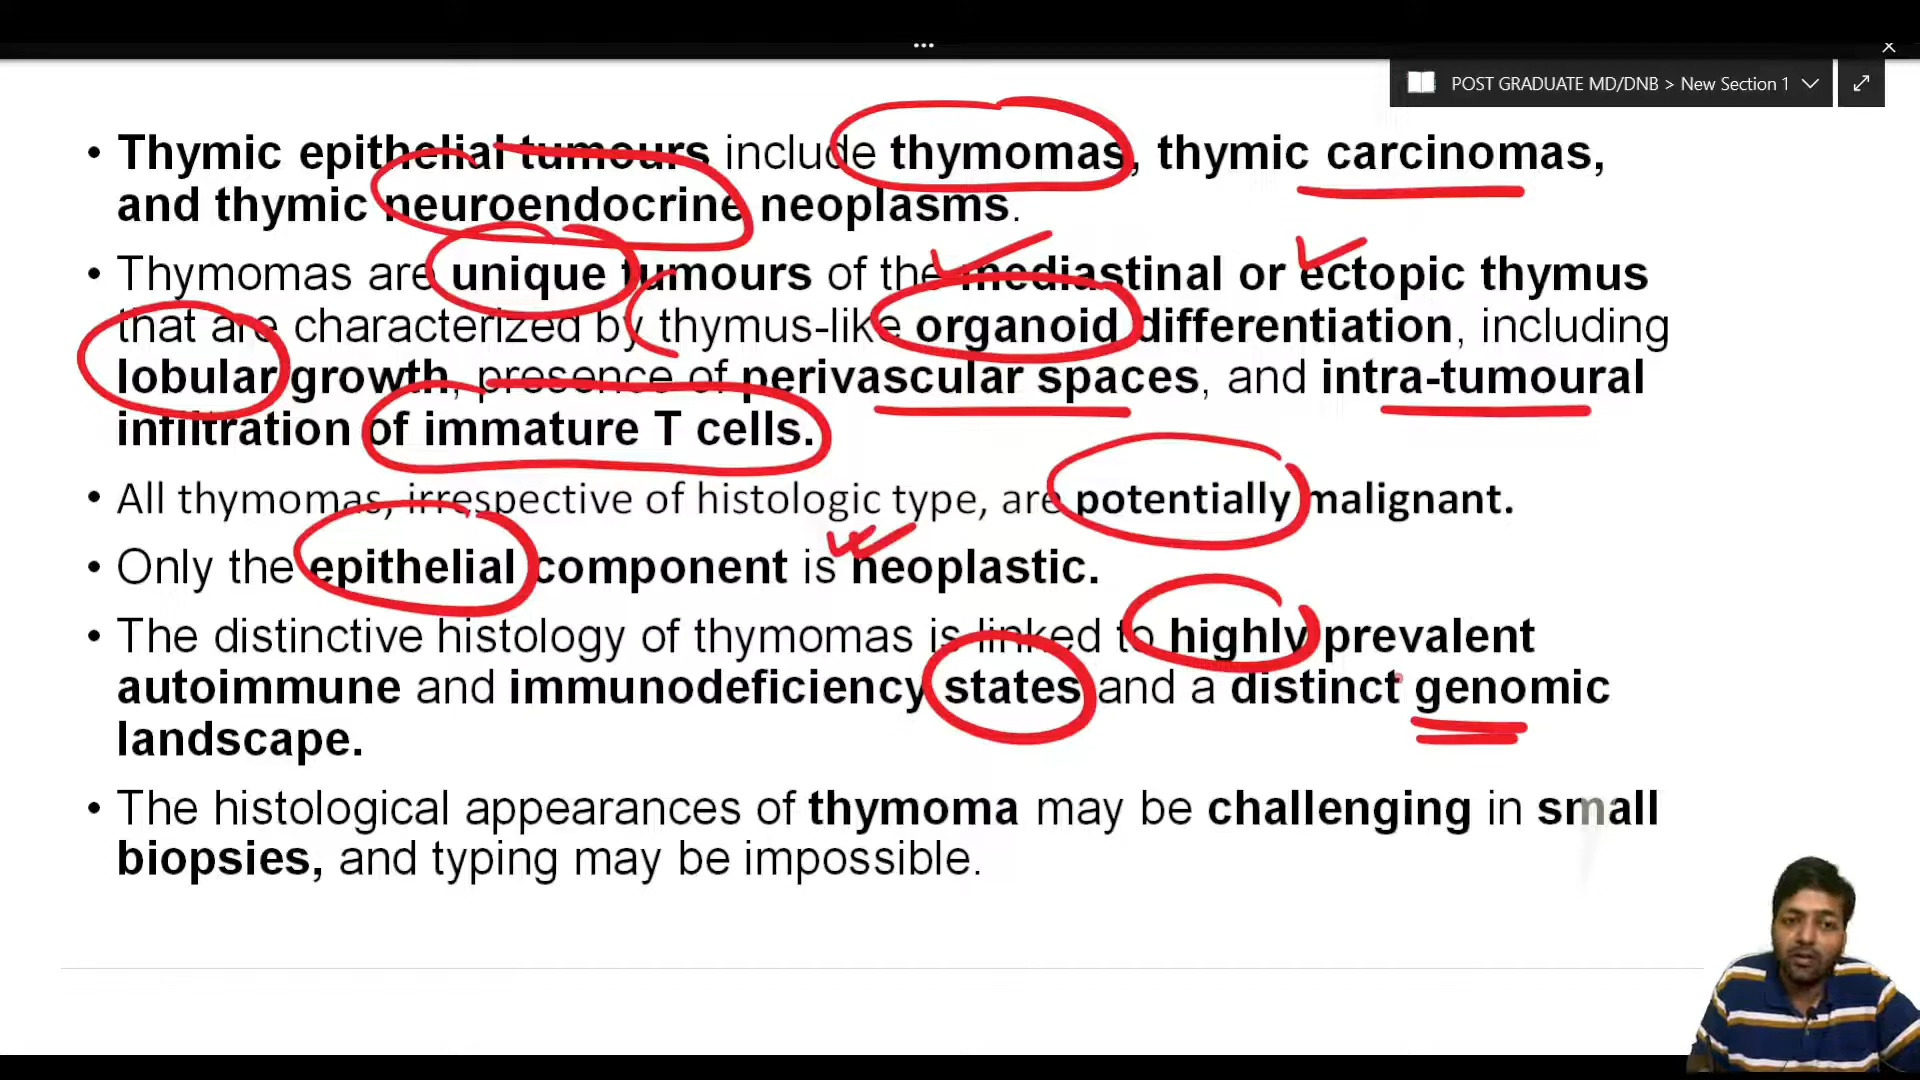 ...
POST GRADUATE MD/DNB > New Section 1
• Thymic epithelial tumours include thymomas, thymic carcinomas,
and thymic neuroendocrine neoplasms.
• Thymomas are unique tumours of the mediastinal or ectopic thymus
that are characterized by thymus-like organoid differentiation, including
lobular growth, presence of perivascular spaces, and intra-tumoural
infiltration of immature T cells.
• All thymomas, irrespective of histologic type, are potentially malignant.
• Only the epithelial component is neoplastic.
• The distinctive histology of thymomas is linked to highly prevalent
autoimmune and immunodeficiency states and a distinct genomic
landscape.
• The histological appearances of thymoma may be challenging in small
biopsies, and typing may be impossible.